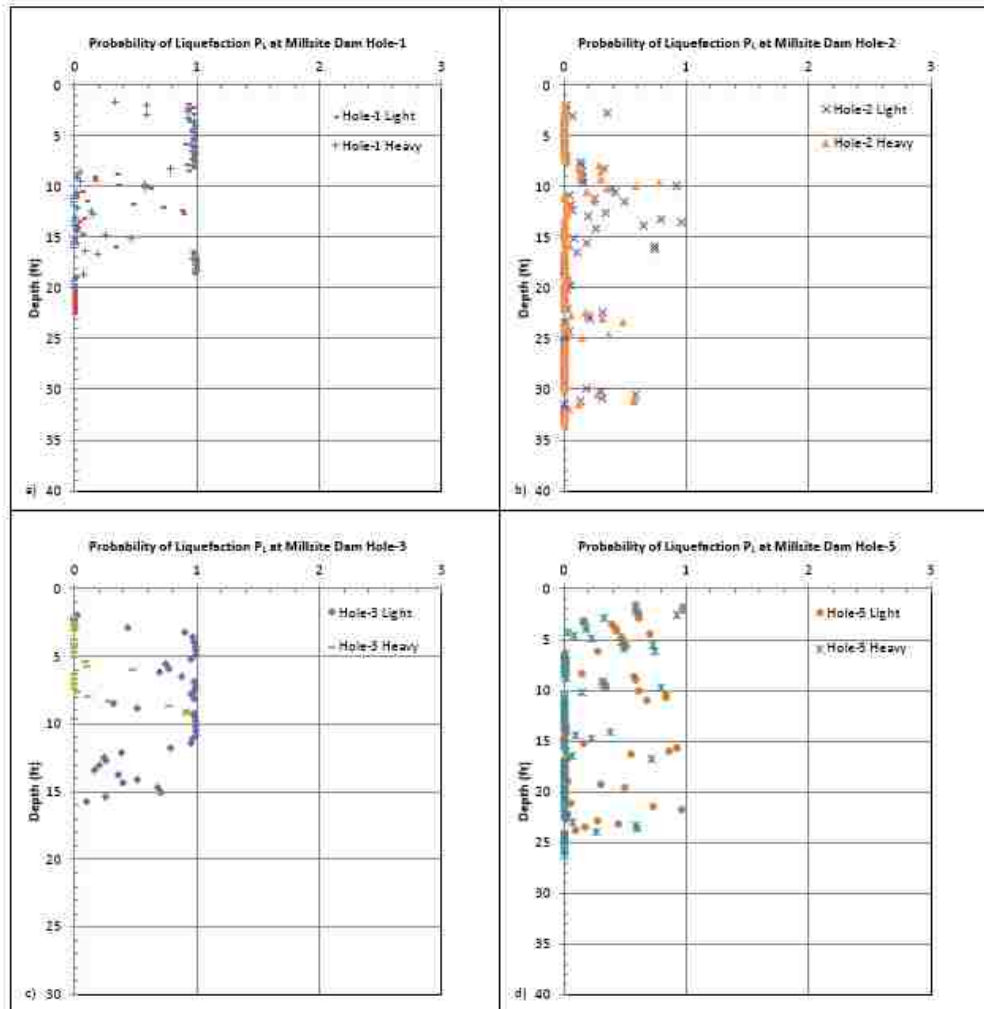 Probability of Liquefaction PL at Millsite Dam Hole-1
0 1 2 3
0
5
10
15
20
25
30
35
40
Depth (ft)
Hole-1 Light
Hole-1 Heavy
a)
Probability of Liquefaction PL at Millsite Dam Hole-2
0 1 2 3
0
5
10
15
20
25
30
35
40
Depth (ft)
Hole-2 Light
Hole-2 Heavy
b)
Probability of Liquefaction PL at Millsite Dam Hole-3
0 1 2 3
0
5
10
15
20
25
30
Depth (ft)
Hole-3 Light
Hole-3 Heavy
c)
Probability of Liquefaction PL at Millsite Dam Hole-5
0 1 2 3
0
5
10
15
20
25
30
35
40
Depth (ft)
Hole-5 Light
Hole-5 Heavy
d)